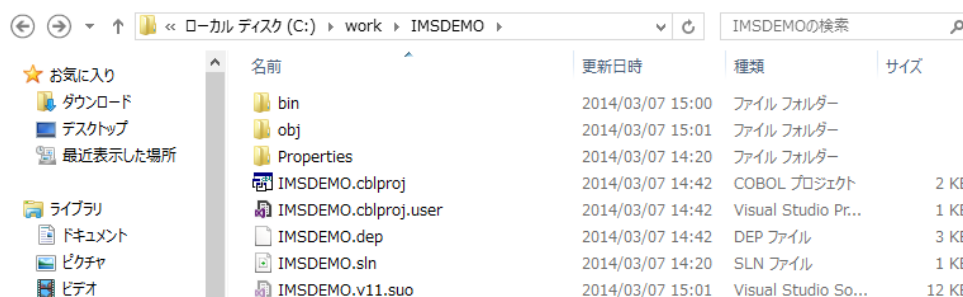 « ローカル ディスク (C:) work IMSDEMO IMSDEMOの検索
お気に入り
ダウンロード
デスクトップ
最近表示した場所
ライブラリ
ドキュメント
ピクチャ
ビデオ
名前 更新日時 種類 サイズ
bin 2014/03/07 15:00 ファイル フォルダー
obj 2014/03/07 15:01 ファイル フォルダー
Properties 2014/03/07 14:20 ファイル フォルダー
IMSDEMO.cblproj 2014/03/07 14:42 COBOL プロジェクト 2 KB
IMSDEMO.cblproj.user 2014/03/07 14:42 Visual Studio Pr... 1 KB
IMSDEMO.dep 2014/03/07 14:42 DEP ファイル 3 KB
IMSDEMO.sln 2014/03/07 14:20 SLN ファイル 1 KB
IMSDEMO.v11.suo 2014/03/07 15:01 Visual Studio So... 12 KB